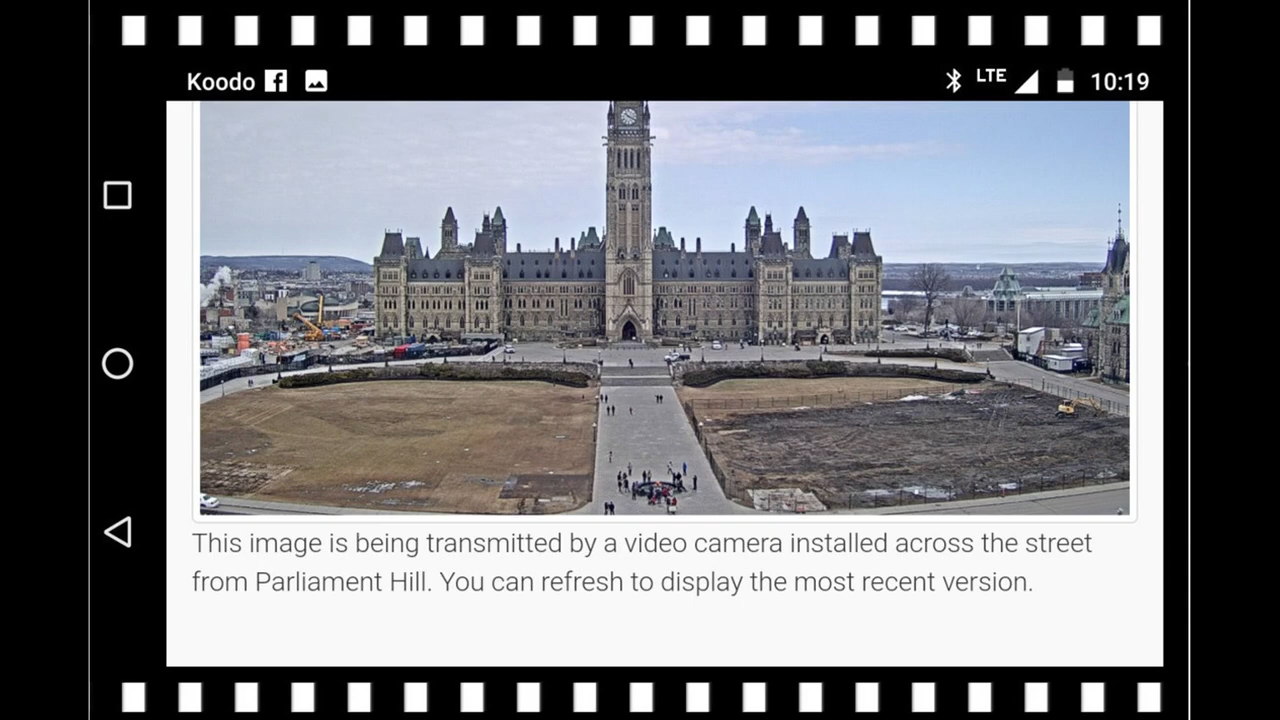 Koodo LTE 10:19
This image is being transmitted by a video camera installed across the street
from Parliament Hill. You can refresh to display the most recent version.